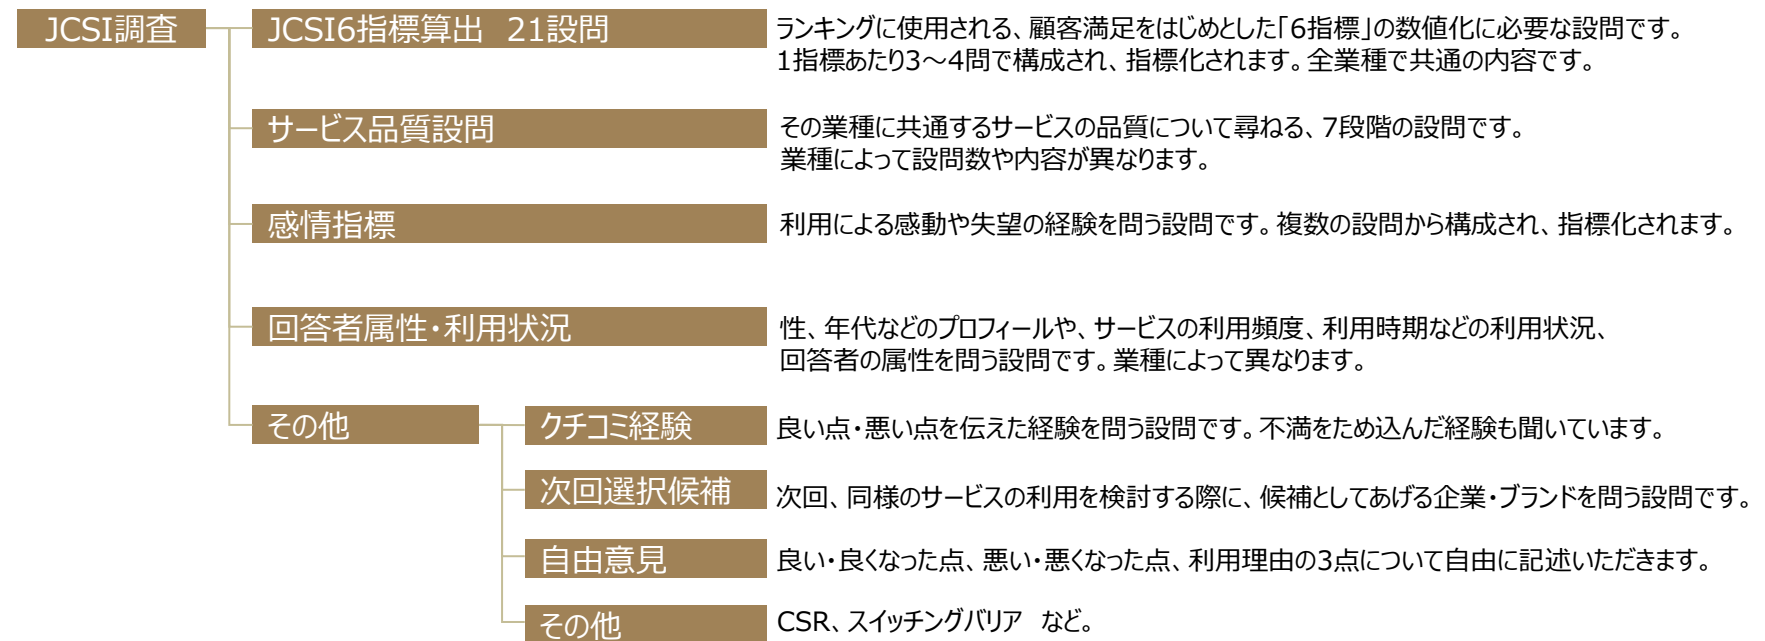 JCSI調査
JCSI6指標算出　21設問
ランキングに使用される、顧客満足をはじめとした「6指標」の数値化に必要な設問です。
1指標あたり3～4問で構成され、指標化されます。全業種で共通の内容です。
サービス品質設問
その業種に共通するサービスの品質について尋ねる、7段階の設問です。
業種によって設問数や内容が異なります。
感情指標
利用による感動や失望の経験を問う設問です。複数の設問から構成され、指標化されます。
回答者属性・利用状況
性、年代などのプロフィールや、サービスの利用頻度、利用時期などの利用状況、
回答者の属性を問う設問です。業種によって異なります。
その他
クチコミ経験
良い点・悪い点を伝えた経験を問う設問です。不満をため込んだ経験も聞いています。
次回選択候補
次回、同様のサービスの利用を検討する際に、候補としてあげる企業・ブランドを問う設問です。
自由意見
良い・良くなった点、悪い・悪くなった点、利用理由の3点について自由に記述いただきます。
その他
CSR、スイッチングバリア　など。